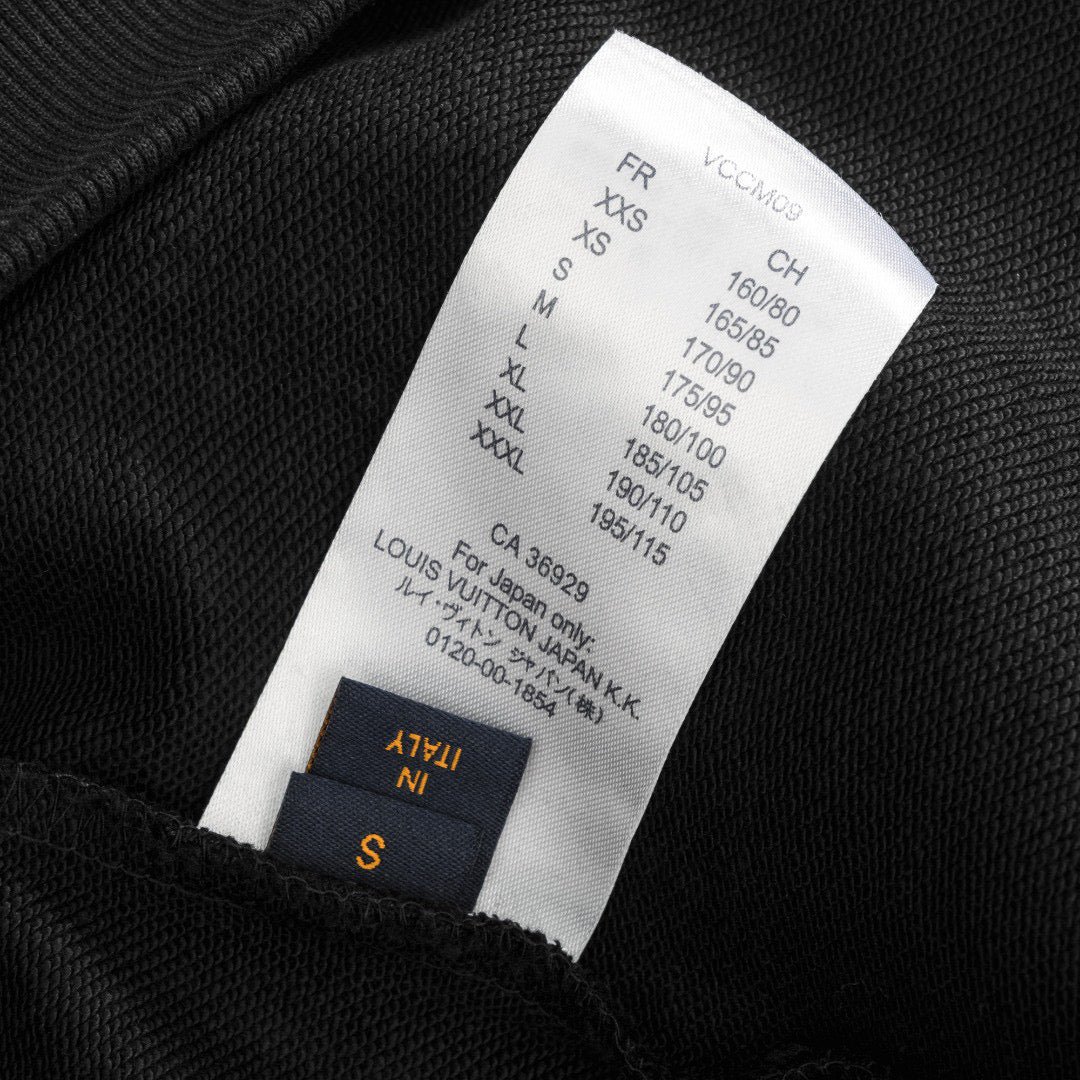 VCCM09
FR CH
XXS 160/80
XS 165/85
S 170/90
M 175/95
L 180/100
XL 185/105
XXL 190/110
XXXL 195/115
CA 36929
For Japan only:
LOUIS VUITTON JAPAN K.K.
ルイ・ヴィトン ジャパン(株)
0120-00-1854
IN
ITALY
S